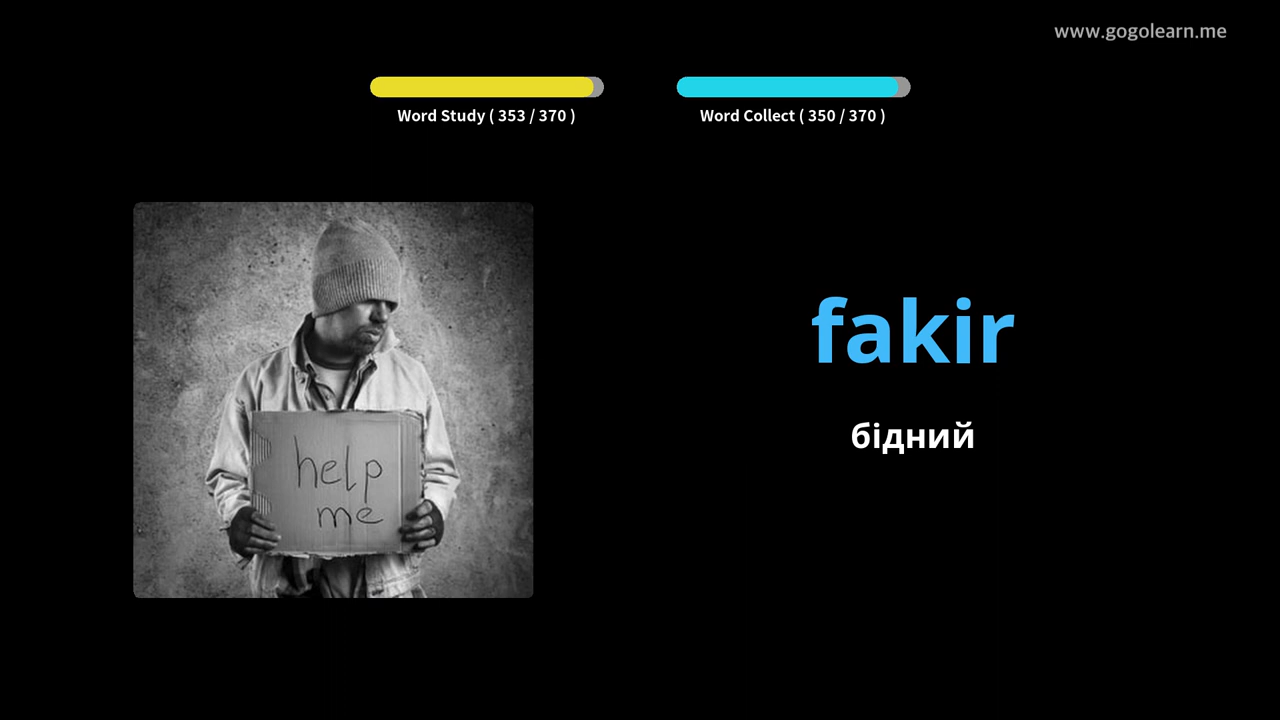 www.gogolearn.me
Word Study ( 353 / 370 )
Word Collect ( 350 / 370 )
help
me
fakir
бідний